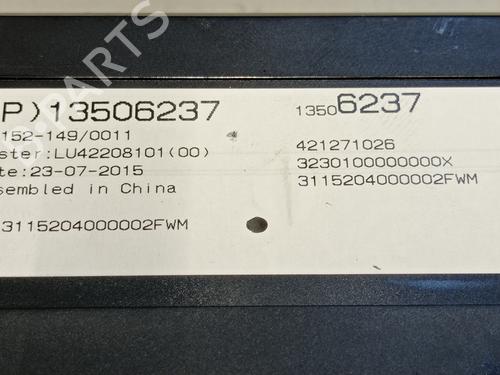 P)13506237
152-149/0011
ster:LU42208101(00)
te:23-07-2015
sembled in China
3115204000002FWM
13506237
421271026
3230100000000X
3115204000002FWM
PARTS